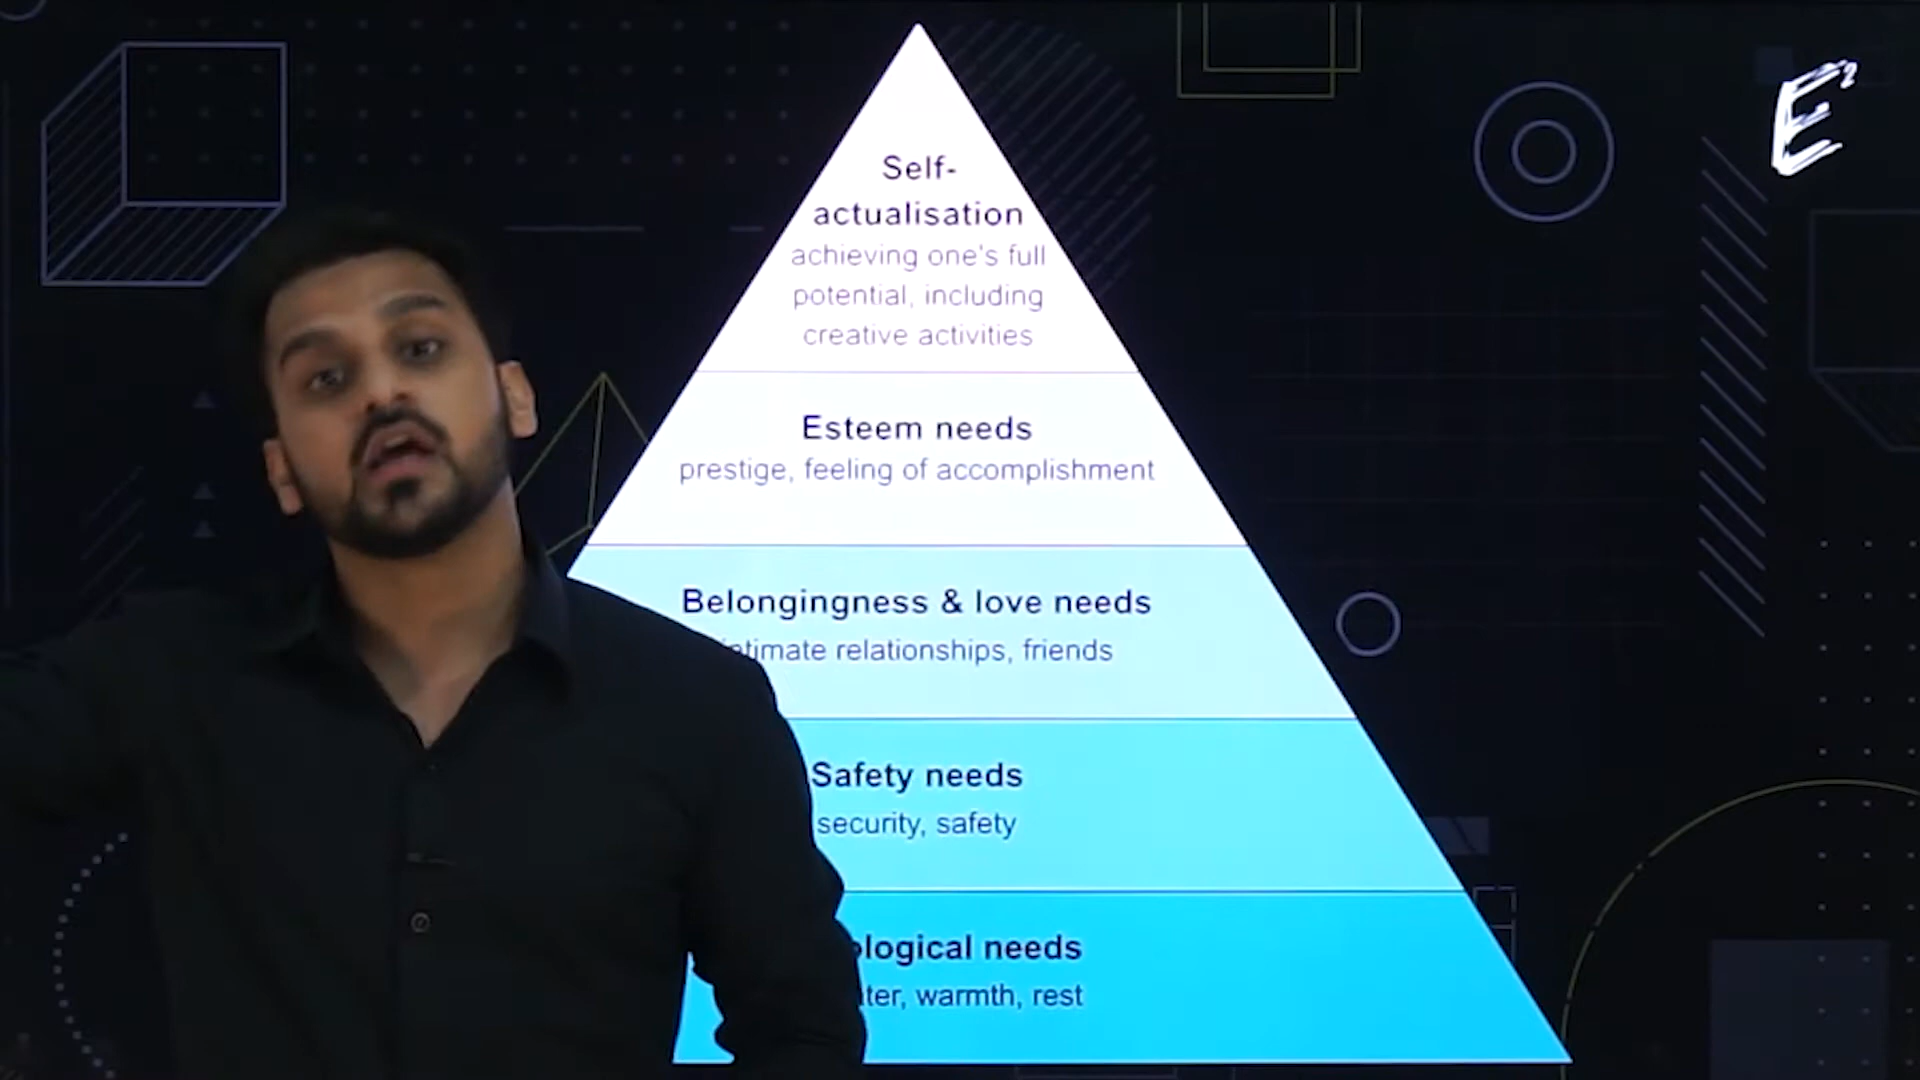 E²
Self-
actualisation
achieving one's full
potential, including
creative activities
Esteem needs
prestige, feeling of accomplishment
Belongingness & love needs
relationships, friends
Safety needs
security, safety
needs
warmth, rest